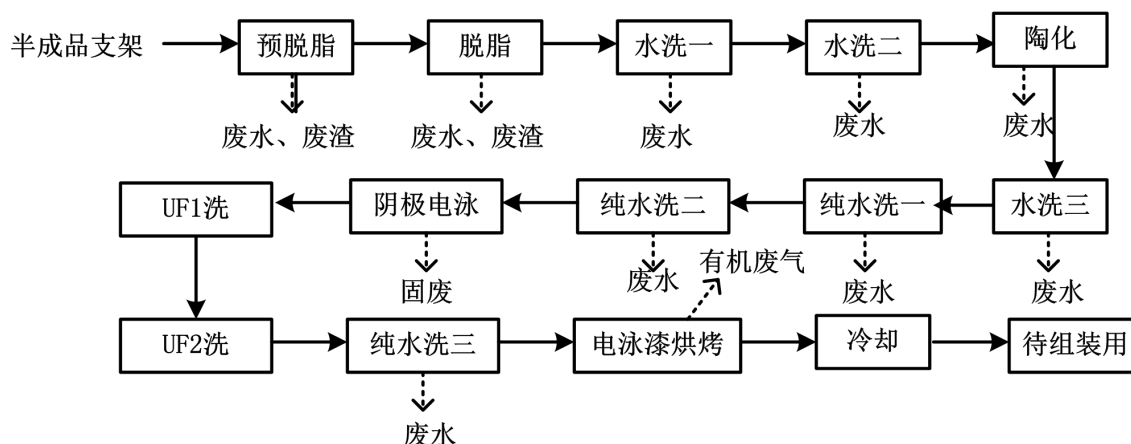 半成品支架
预脱脂
脱脂
水洗一
水洗二
陶化
废水、废渣
废水、废渣
废水
废水
废水
UF1洗
阴极电泳
纯水洗二
纯水洗一
水洗三
固废
废水
有机废气
废水
废水
UF2洗
纯水洗三
电泳漆烘烤
冷却
待组装用
废水